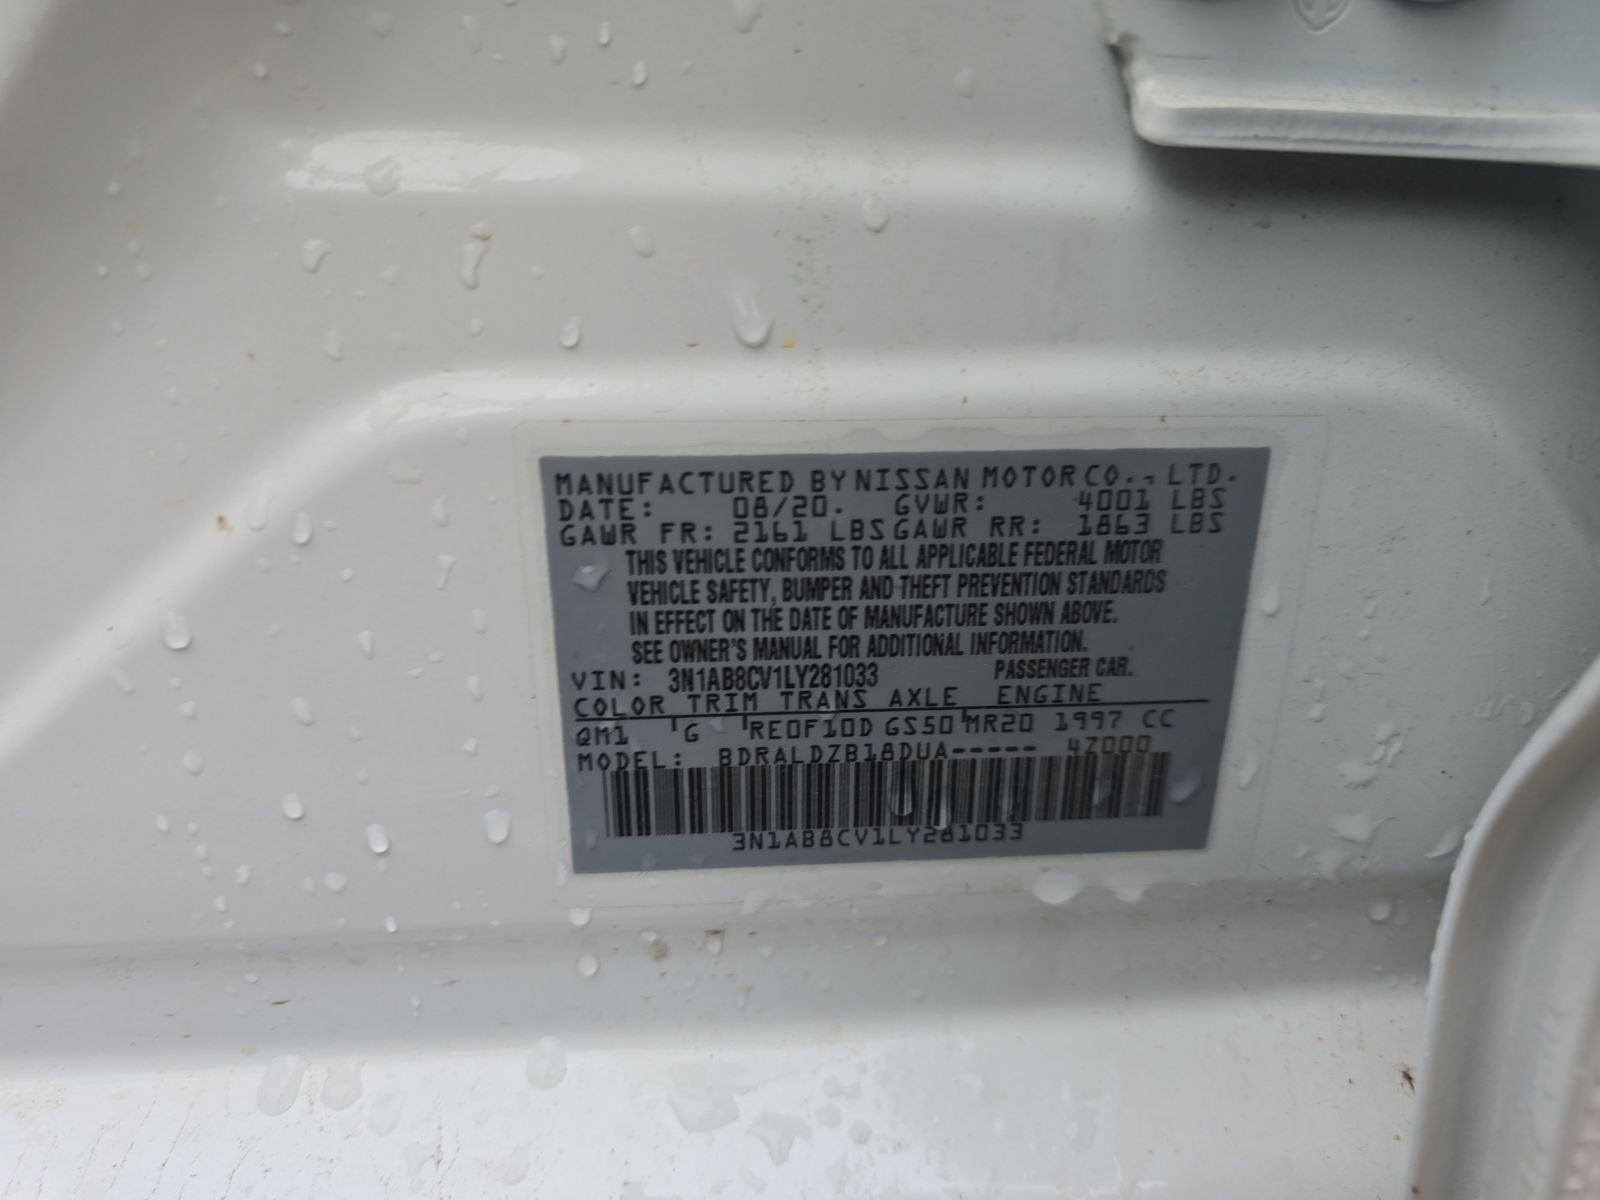 MANUFACTURED BY NISSAN MOTOR CO., LTD.
DATE: 08/20. GVWR: 4001 LBS
GAWR FR: 2161 LBS GAWR RR: 1863 LBS
THIS VEHICLE CONFORMS TO ALL APPLICABLE FEDERAL MOTOR
VEHICLE SAFETY, BUMPER AND THEFT PREVENTION STANDARDS
IN EFFECT ON THE DATE OF MANUFACTURE SHOWN ABOVE.
SEE OWNER'S MANUAL FOR ADDITIONAL INFORMATION.
VIN: 3N1AB8CV1LY281033 PASSENGER CAR.
COLOR TRIM TRANS AXLE ENGINE
QM1 G RE0F10D GS50 MR20 1997 CC
MODEL: BDRALDZB18DUA----- 4Z000
3N1AB8CV1LY281033